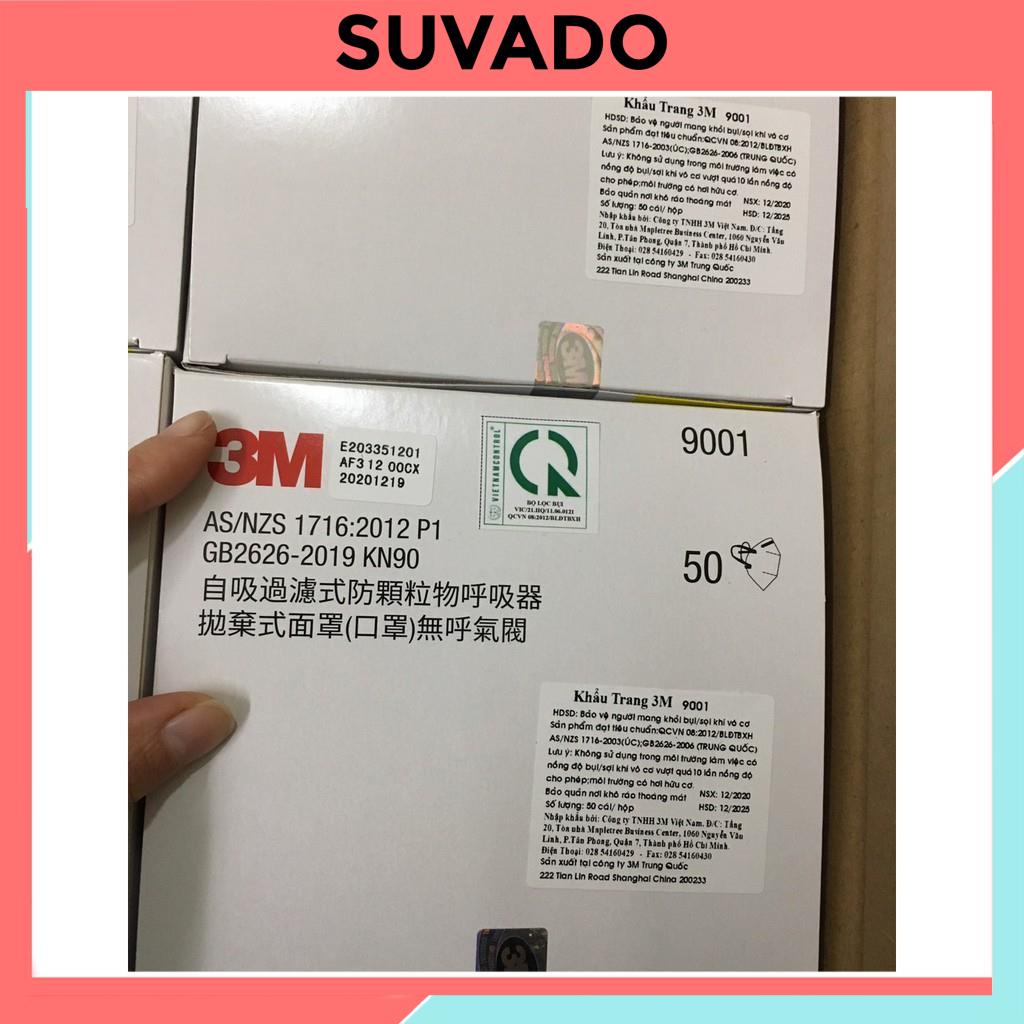 SUVADO
Khẩu Trang 3M 9001
HDSD: Bảo vệ người mang khỏi bụi/sợi khí vô cơ
Sản phẩm đạt tiêu chuẩn:QCVN 08:2012/BLĐTBXH
AS/NZS 1716-2003(ÚC);GB2626-2006 (TRUNG QUỐC)
Lưu ý: Không sử dụng trong môi trường làm việc có
nồng độ bụi/sợi khí vô cơ vượt quá10 lần nồng độ
cho phép;môi trường có hơi hữu cơ.
Bảo quản nơi khô ráo thoáng mát NSX: 12/2020
Số lượng: 50 cái/ hộp HSD: 12/2025
Nhập khẩu bởi: Công ty TNHH 3M Việt Nam. Đ/C: Tầng
20, Tòa nhà Mapletree Business Center, 1060 Nguyễn Văn
Linh, P.Tân Phong, Quận 7, Thành phố Hồ Chí Minh.
Điện Thoại: 028 54160429 - Fax: 028 54160430
Sản xuất tại công ty 3M Trung Quốc
222 Tian Lin Road Shanghai China 200233
3M
3M
E203351201
AF3 12 00CX
20201219
VIETNAMCONTROL
BỘ LỌC BỤI
VIC/21.HQ/11.06.0121
QCVN 08:2012/BLĐTBXH
9001
AS/NZS 1716:2012 P1
GB2626-2019 KN90
50
自吸過濾式防顆粒物呼吸器
拋棄式面罩(口罩)無呼氣閥
Khẩu Trang 3M 9001
HDSD: Bảo vệ người mang khỏi bụi/sợi khí vô cơ
Sản phẩm đạt tiêu chuẩn:QCVN 08:2012/BLĐTBXH
AS/NZS 1716-2003(ÚC);GB2626-2006 (TRUNG QUỐC)
Lưu ý: Không sử dụng trong môi trường làm việc có
nồng độ bụi/sợi khí vô cơ vượt quá10 lần nồng độ
cho phép;môi trường có hơi hữu cơ.
Bảo quản nơi khô ráo thoáng mát NSX: 12/2020
Số lượng: 50 cái/ hộp HSD: 12/2025
Nhập khẩu bởi: Công ty TNHH 3M Việt Nam. Đ/C: Tầng
20, Tòa nhà Mapletree Business Center, 1060 Nguyễn Văn
Linh, P.Tân Phong, Quận 7, Thành phố Hồ Chí Minh.
Điện Thoại: 028 54160429 - Fax: 028 54160430
Sản xuất tại công ty 3M Trung Quốc
222 Tian Lin Road Shanghai China 200233
3M